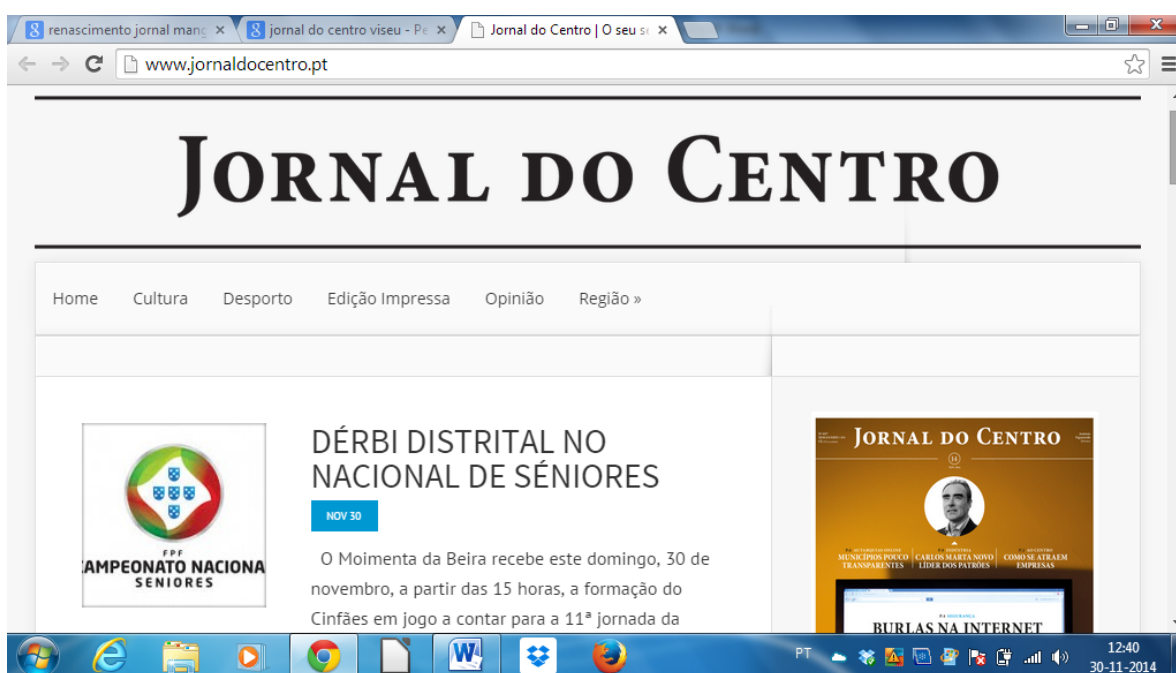 renascimento jornal mang
jornal do centro viseu - Pe
Jornal do Centro | O seu s
www.jornaldocentro.pt
JORNAL DO CENTRO
Home Cultura Desporto Edição Impressa Opinião Região »
DÉRBI DISTRITAL NO
NACIONAL DE SÉNIORES
NOV 30
O Moimenta da Beira recebe este domingo, 30 de
novembro, a partir das 15 horas, a formação do
Cinfães em jogo a contar para a 11ª jornada da
FPF
CAMPEONATO NACIONA
SENIORES
JORNAL DO CENTRO
14
MUNICÍPIOS POUCO
TRANSPARENTES
CARLOS MARTA NOVO
LÍDER DOS PATRÕES
COMO SE ATRAEM
EMPRESAS
BURLAS NA INTERNET
PT
12:40
30-11-2014